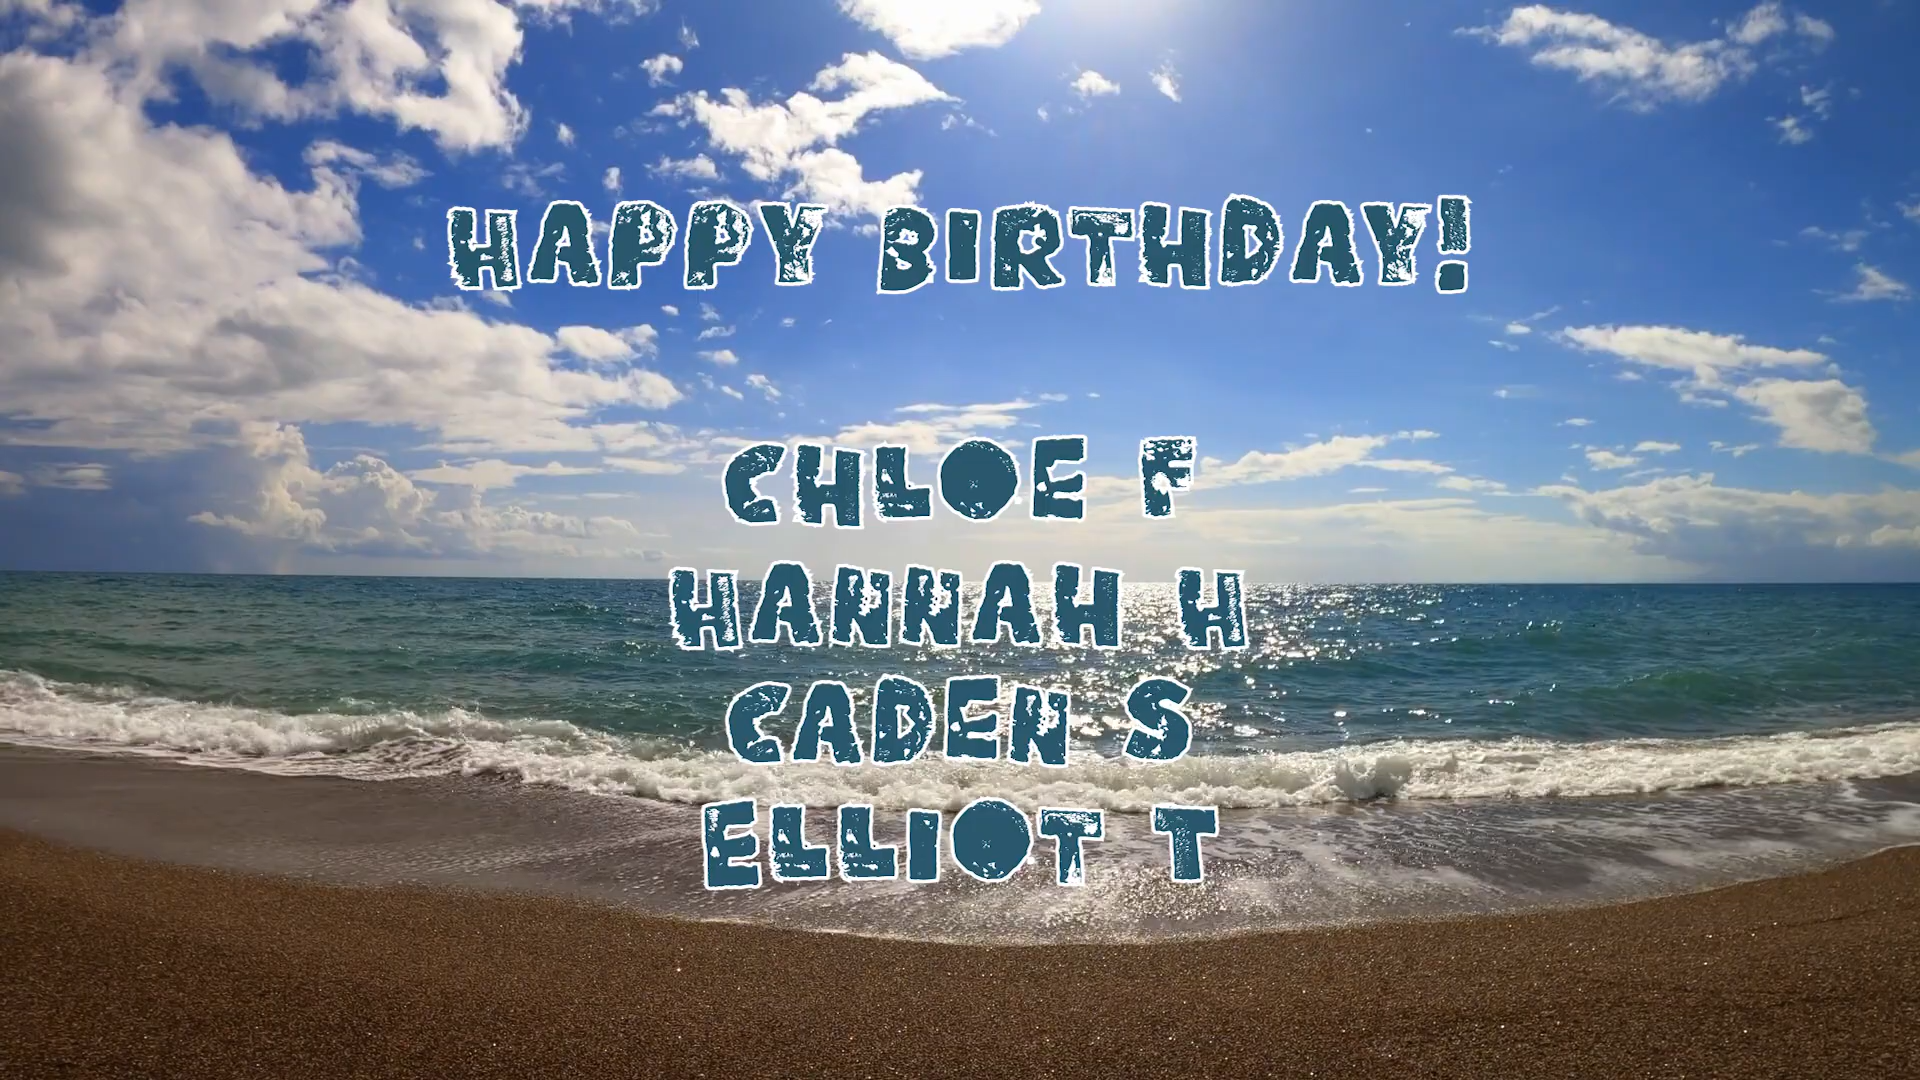 HAPPY BIRTHDAY!
CHLOE F
HANNAH H
CADEN S
ELLIOT T